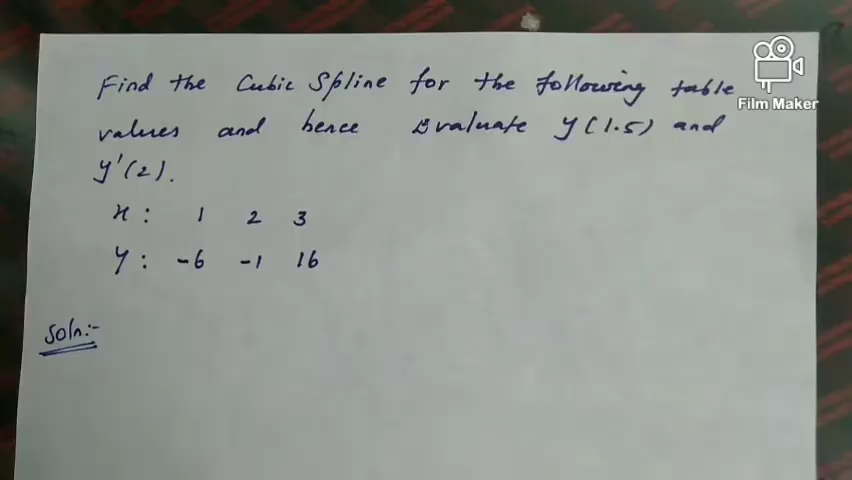 Find the Cubic Spline for the following table
Film Maker
values and hence Evaluate y(1.5) and
y'(2).
x : 1 2 3
y : -6 -1 16
Soln:-